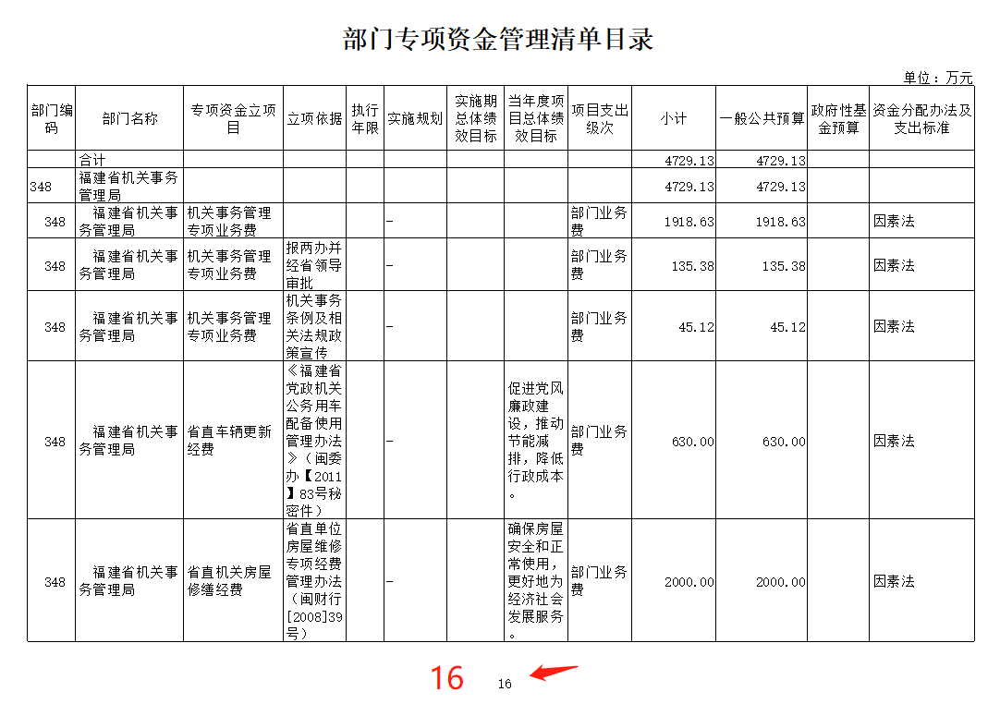 部门专项资金管理清单目录
单位：万元
部门编码 部门名称 专项资金立项目 立项依据 执行年限 实施规划 实施期总体绩效目标 当年度项目总体绩效目标 项目支出级次 小计 一般公共预算 政府性基金预算 资金分配办法及支出标准
合计 4729.13 4729.13
348 福建省机关事务管理局 4729.13 4729.13
348 福建省机关事务管理局 机关事务管理专项业务费 – 部门业务费 1918.63 1918.63 因素法
348 福建省机关事务管理局 机关事务管理专项业务费 报两办并经省领导审批 – 部门业务费 135.38 135.38 因素法
348 福建省机关事务管理局 机关事务管理专项业务费 机关事务条例及相关法规政策宣传 – 部门业务费 45.12 45.12 因素法
348 福建省机关事务管理局 省直车辆更新经费 《福建省党政机关公务用车配备使用管理办法》（闽委办【2011】83号秘密件） – 促进党风廉政建设，推动节能减排，降低行政成本。 部门业务费 630.00 630.00 因素法
348 福建省机关事务管理局 省直机关房屋修缮经费 省直单位房屋维修专项经费管理办法（闽财行[2008]39号） – 确保房屋安全和正常使用，更好地为经济社会发展服务。 部门业务费 2000.00 2000.00 因素法
16 16